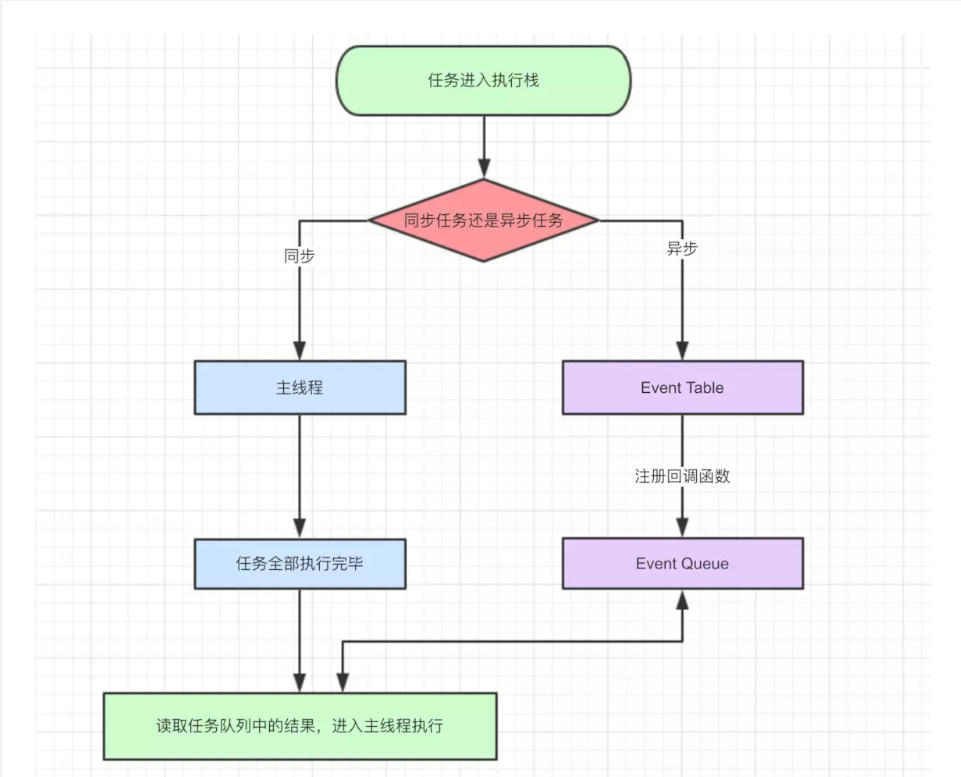 任务进入执行栈
同步任务还是异步任务
同步
异步
主线程
Event Table
注册回调函数
任务全部执行完毕
Event Queue
读取任务队列中的结果，进入主线程执行